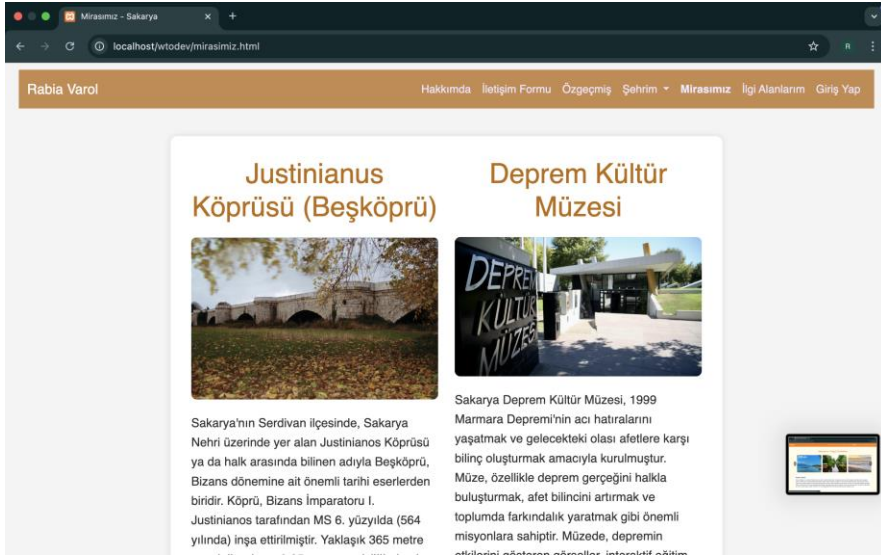 Mirasımız - Sakarya
localhost/wtodev/mirasimiz.html
R
Rabia Varol
Hakkımda İletişim Formu Özgeçmiş Şehrim Mirasımız İlgi Alanlarım Giriş Yap
Justinianus
Köprüsü (Beşköprü)
Sakarya'nın Serdivan ilçesinde, Sakarya
Nehri üzerinde yer alan Justinianos Köprüsü
ya da halk arasında bilinen adıyla Beşköprü,
Bizans dönemine ait önemli tarihi eserlerden
biridir. Köprü, Bizans İmparatoru I.
Justinianos tarafından MS 6. yüzyılda (564
yılında) inşa ettirilmiştir. Yaklaşık 365 metre
Deprem Kültür
Müzesi
DEPREM
KÜLTÜR
MÜZESİ
Sakarya Deprem Kültür Müzesi, 1999
Marmara Depremi'nin acı hatıralarını
yaşatmak ve gelecekteki olası afetlere karşı
bilinç oluşturmak amacıyla kurulmuştur.
Müze, özellikle deprem gerçeğini halkla
buluşturmak, afet bilincini artırmak ve
toplumda farkındalık yaratmak gibi önemli
misyonlara sahiptir. Müzede, depremin
etkilerini gösteren görseller, interaktif eğitim